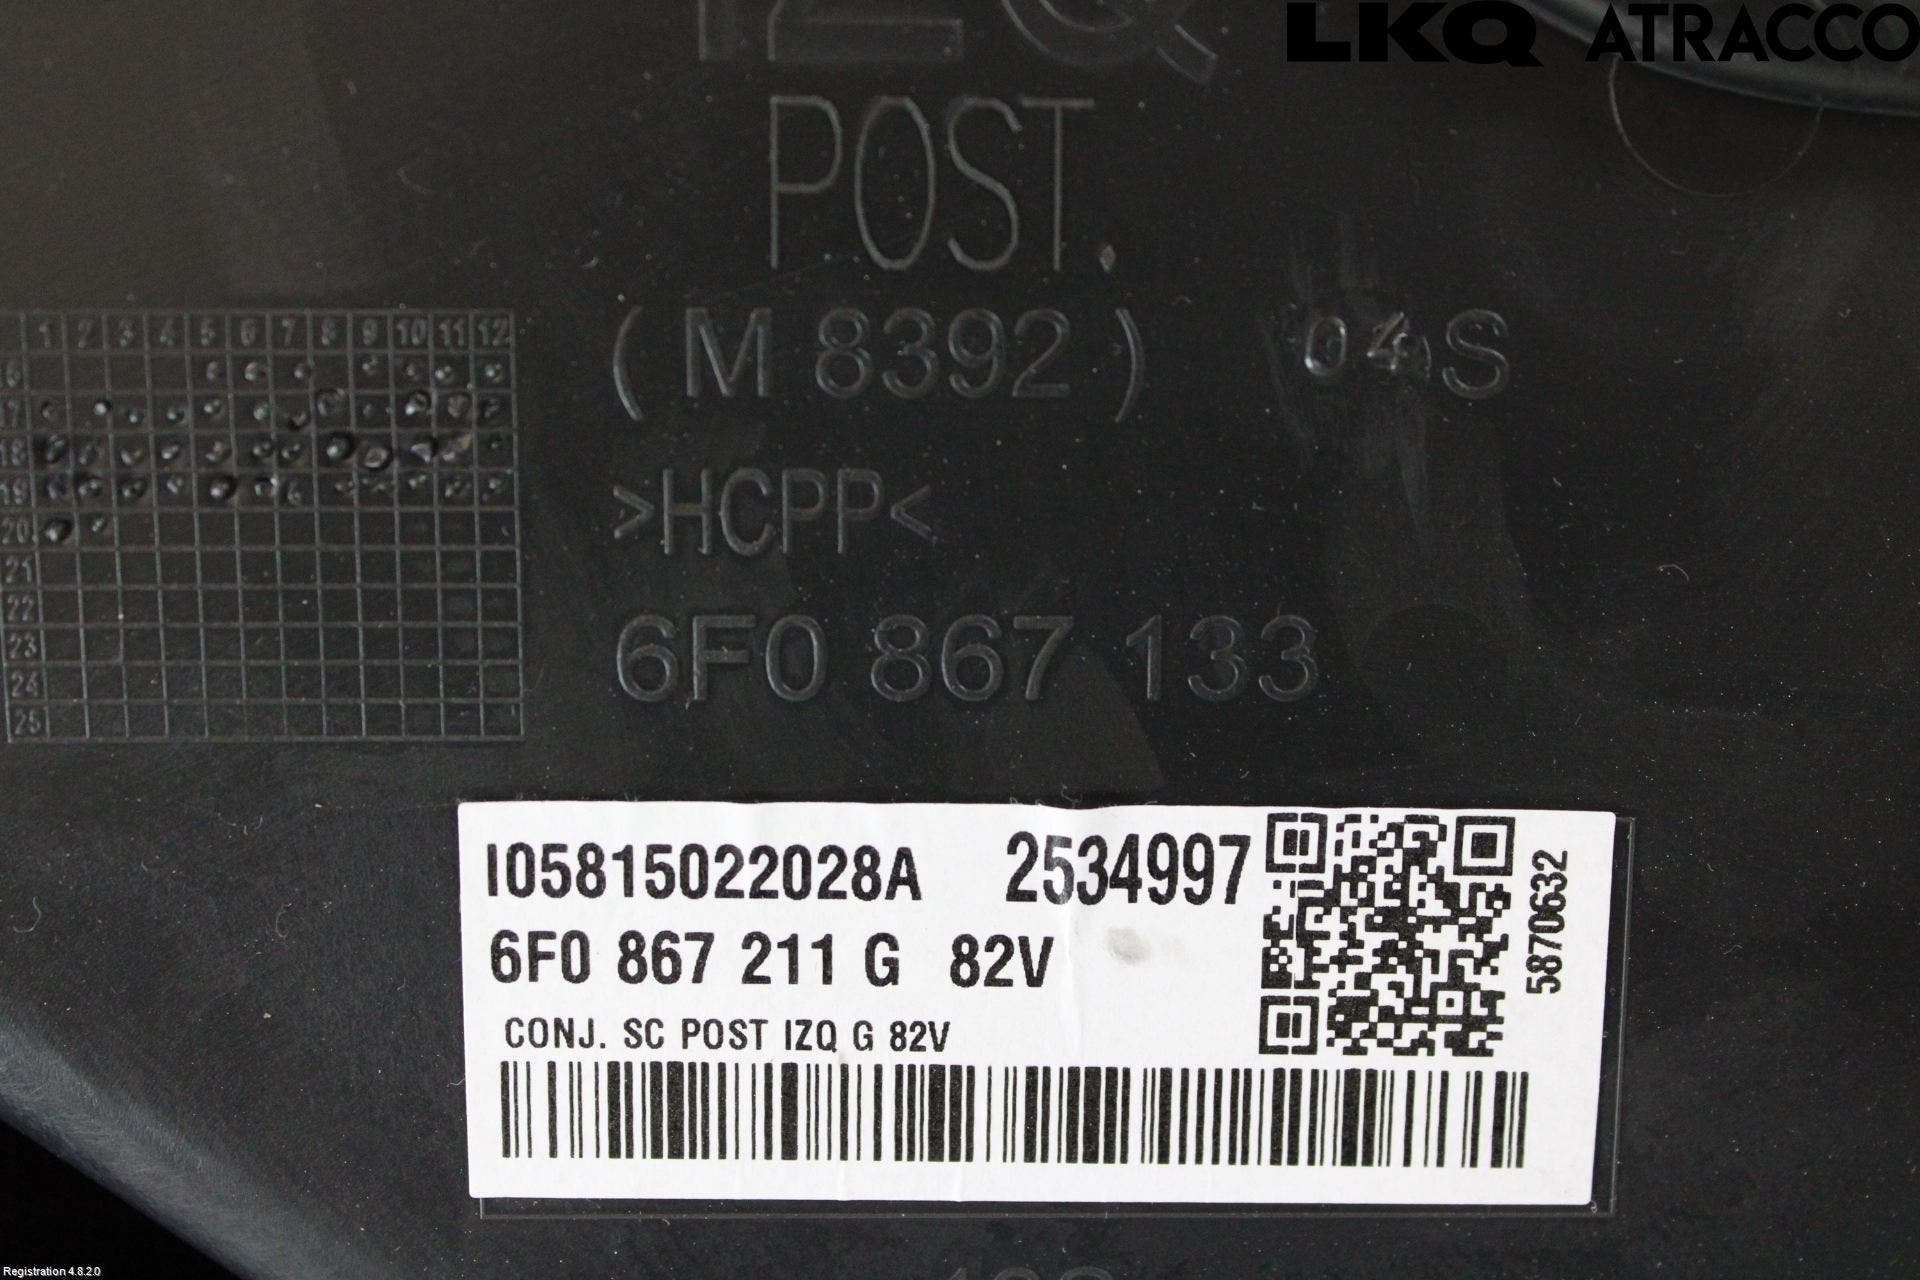 LKQ ATRACCO
IZQ
POST.
( M 8392 )
S
>HCPP<
6F0 867 133
1 2 3 4 5 6 7 8 9 10 11 12
16
17
18
19
20
21
22
23
24
25
I05815022028A 2534997
6F0 867 211 G 82V
CONJ. SC POST IZQ G 82V
5870632
Registration 4.8.2.0